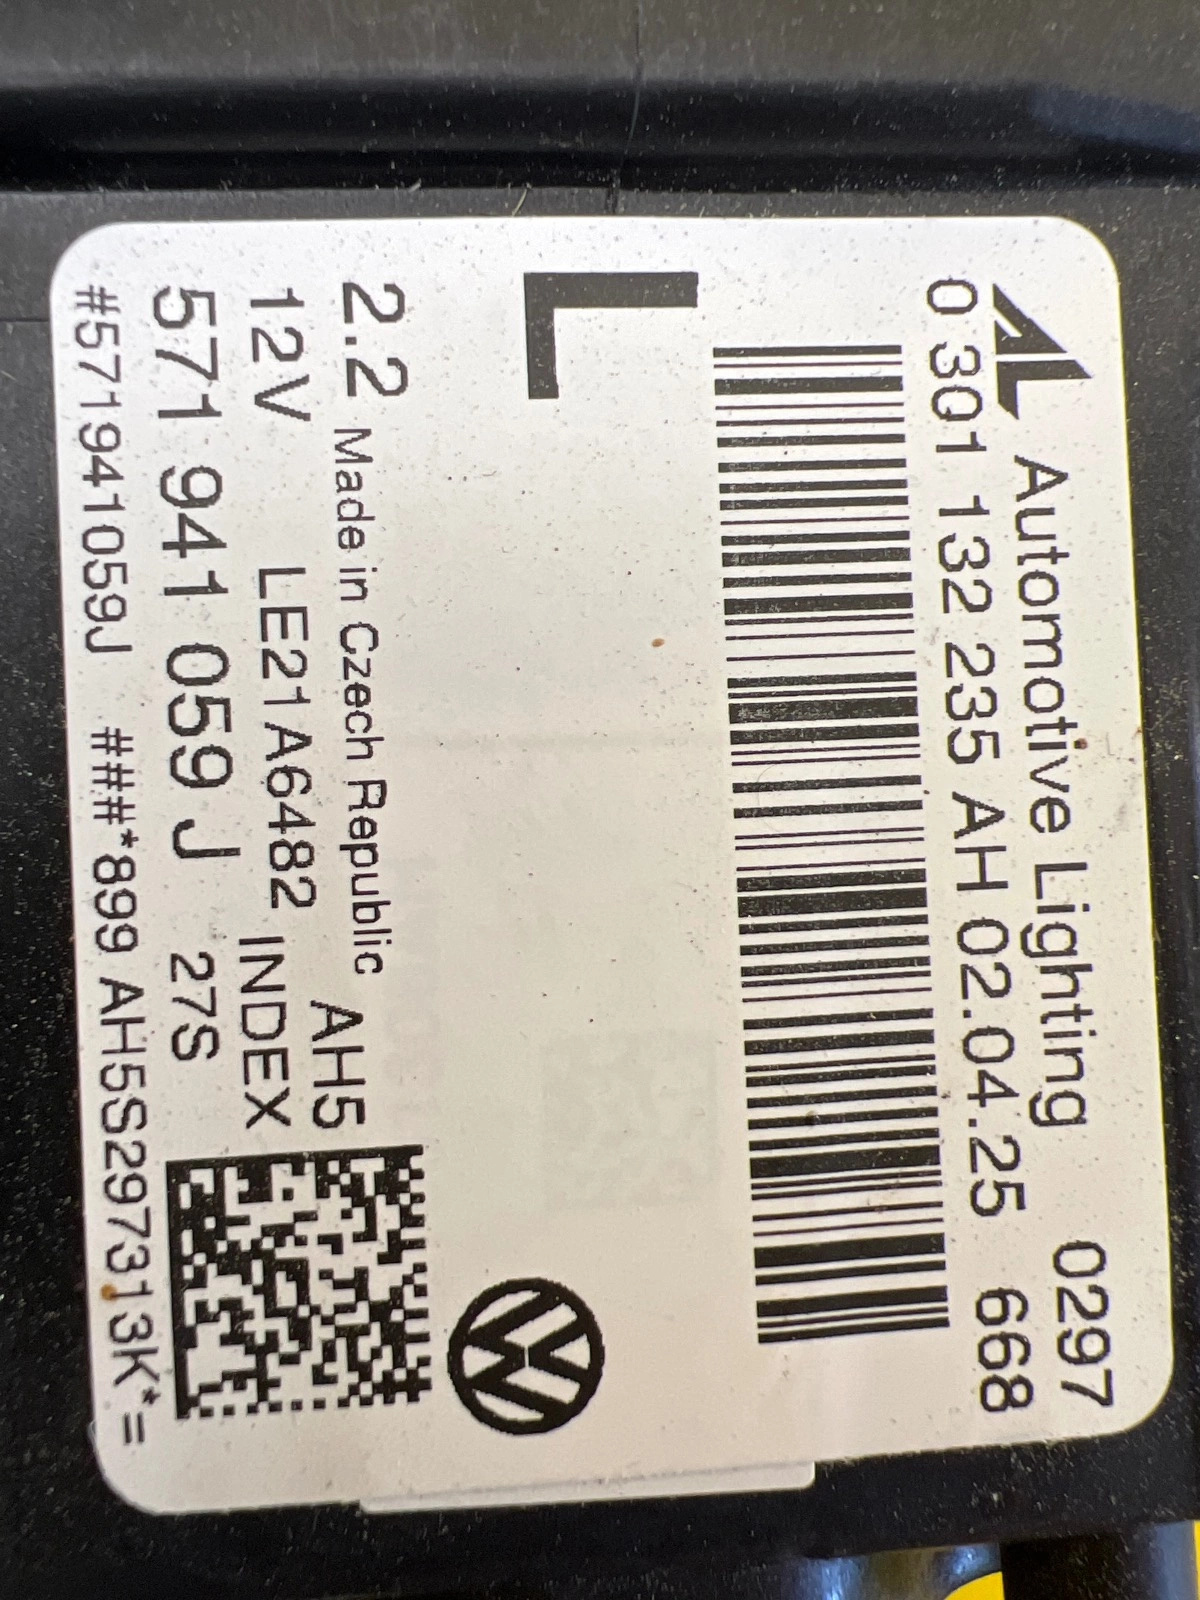 AL Automotive Lighting 0297
0 301 132 235 AH 02.04.25 668
L
2.2 Made in Czech Republic AH5
12V LE21A6482 INDEX
571 941 059 J 27S
#571941059J ###*899 AH5S297313K*=